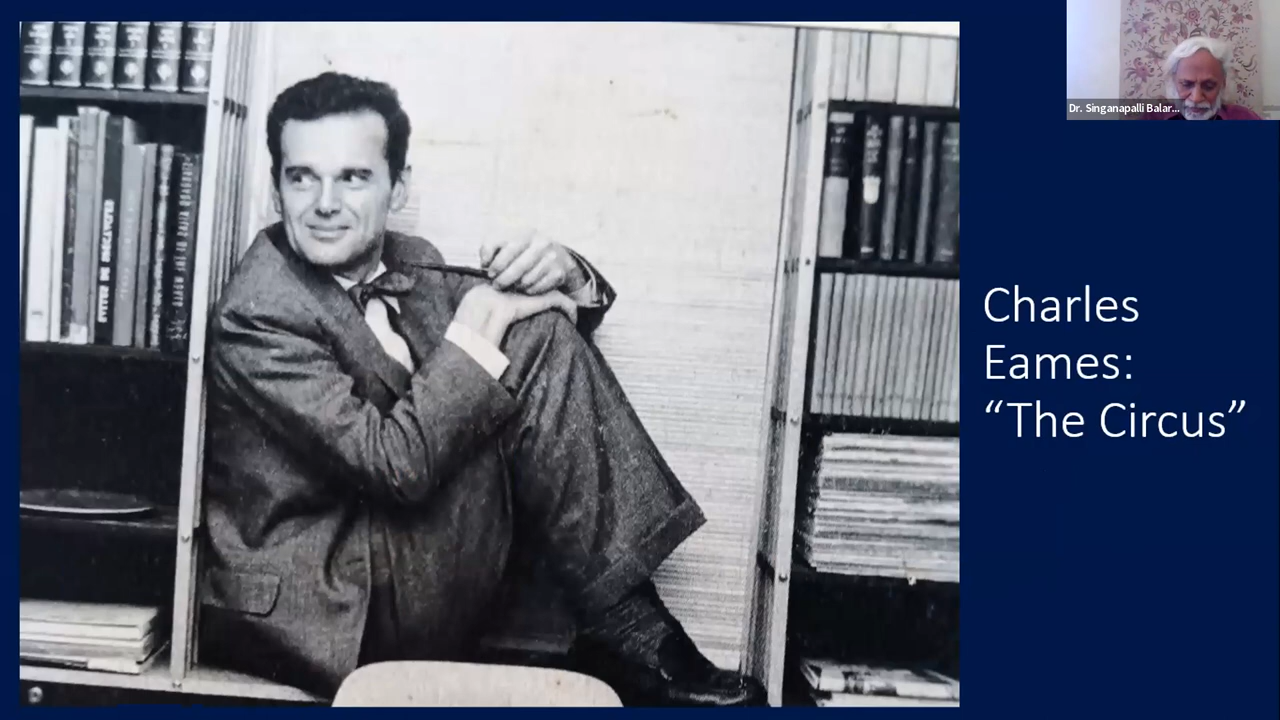 Dr. Singanapalli Balar...
Charles
Eames:
“The Circus”